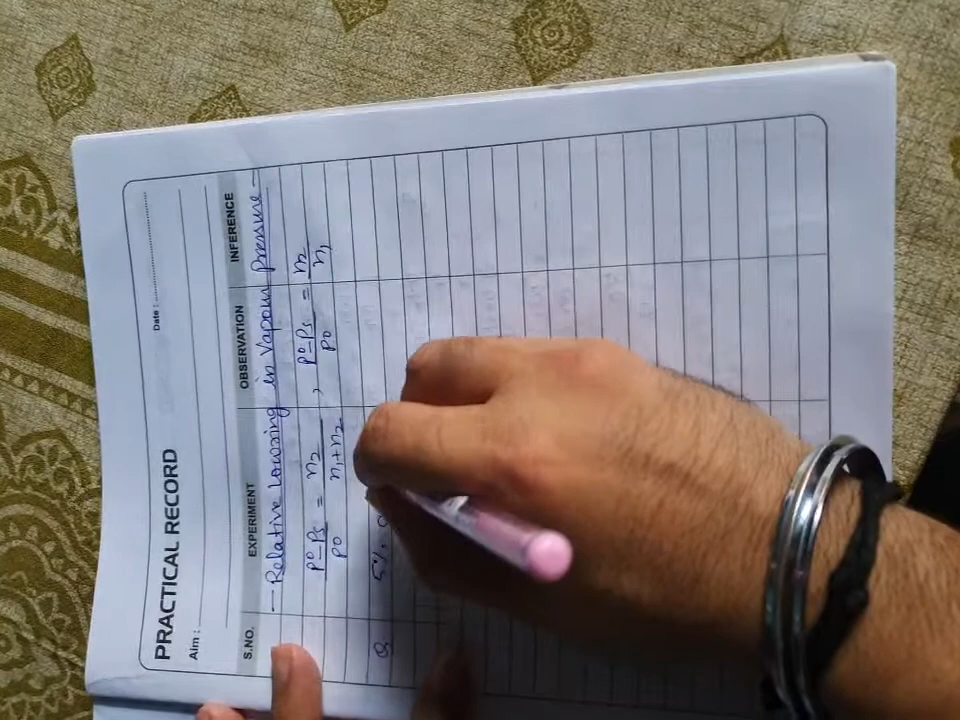 PRACTICAL RECORD
Date :
Aim :
S.NO. EXPERIMENT OBSERVATION INFERENCE
— Relative Lowering in Vapour Pressure —
P°-Ps = n2 , P°-Ps = n2
P° n1+n2 P° n1
Q 5%